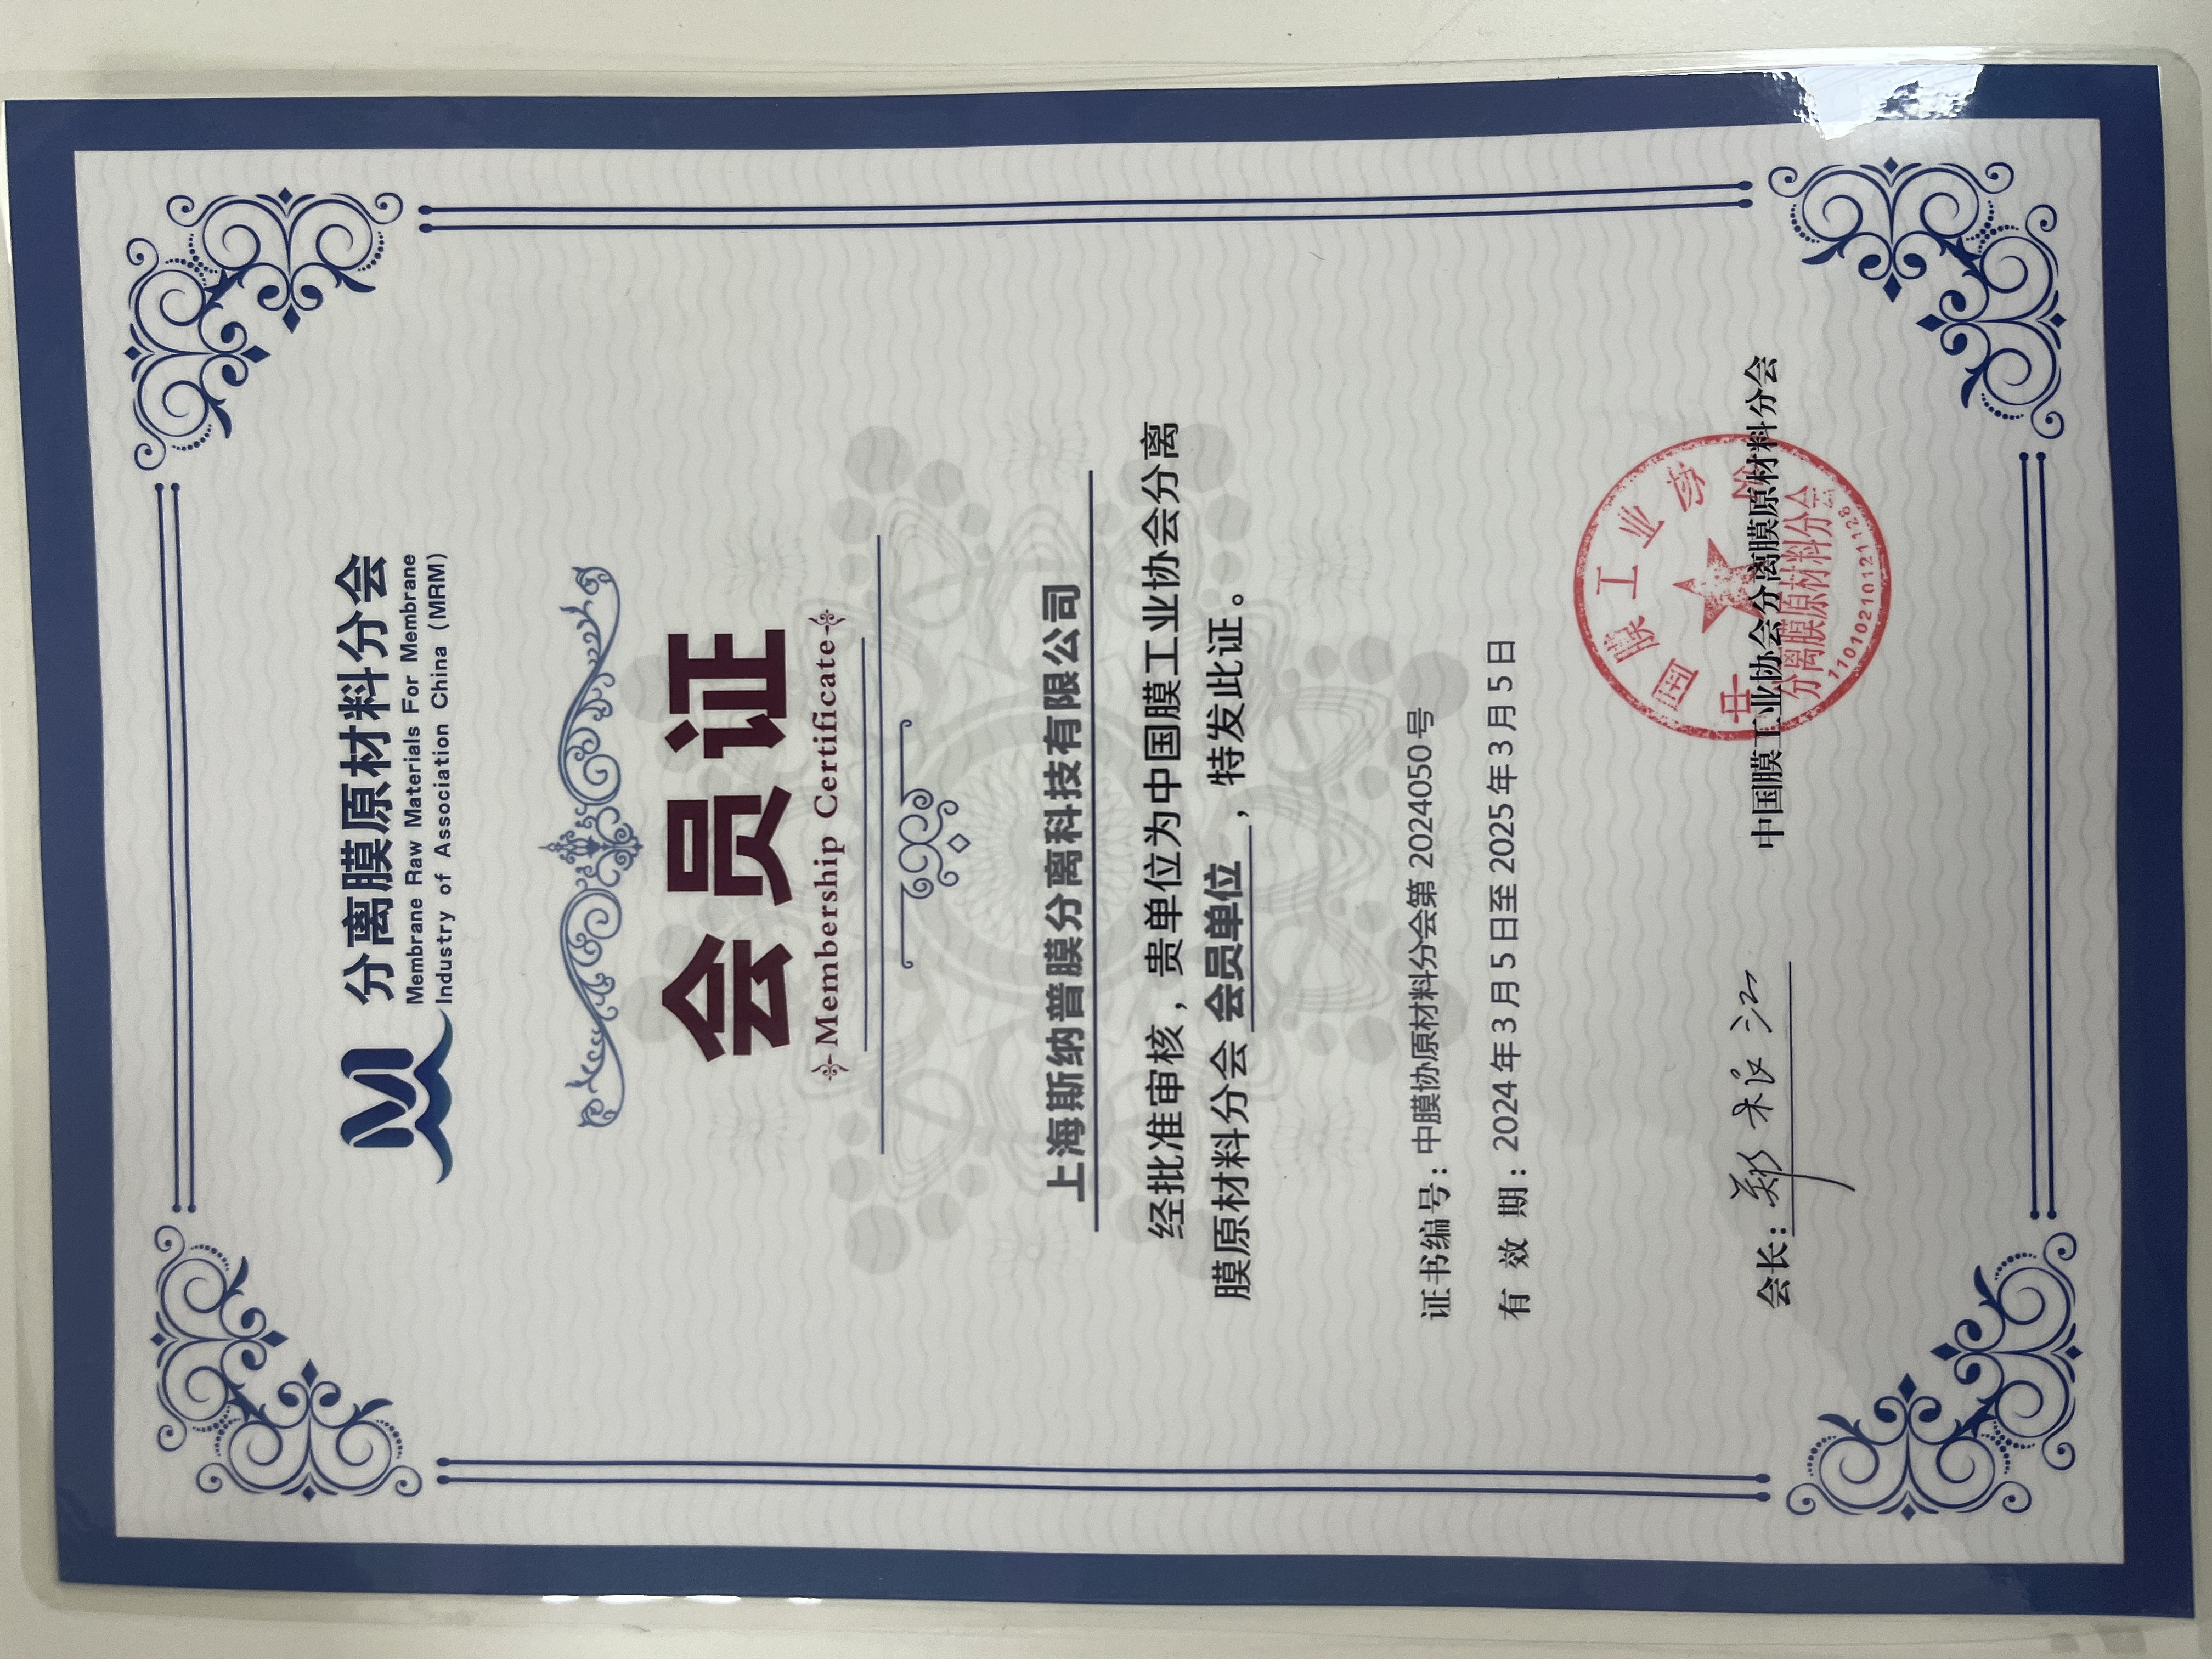 分离膜原材料分会
Membrane Raw Materials For Membrane
Industry of Association China (MRM)
会员证
Membership Certificate
上海斯纳普膜分离科技有限公司
经批准审核，贵单位为中国膜工业协会分离
膜原材料分会 会员单位，特发此证。
证书编号：中膜协原材料分会第 2024050 号
有 效 期：2024 年 3 月 5 日至 2025 年 3 月 5 日
会长：
中国膜工业协会分离膜原材料分会
中国膜工业协会
分离膜原材料分会